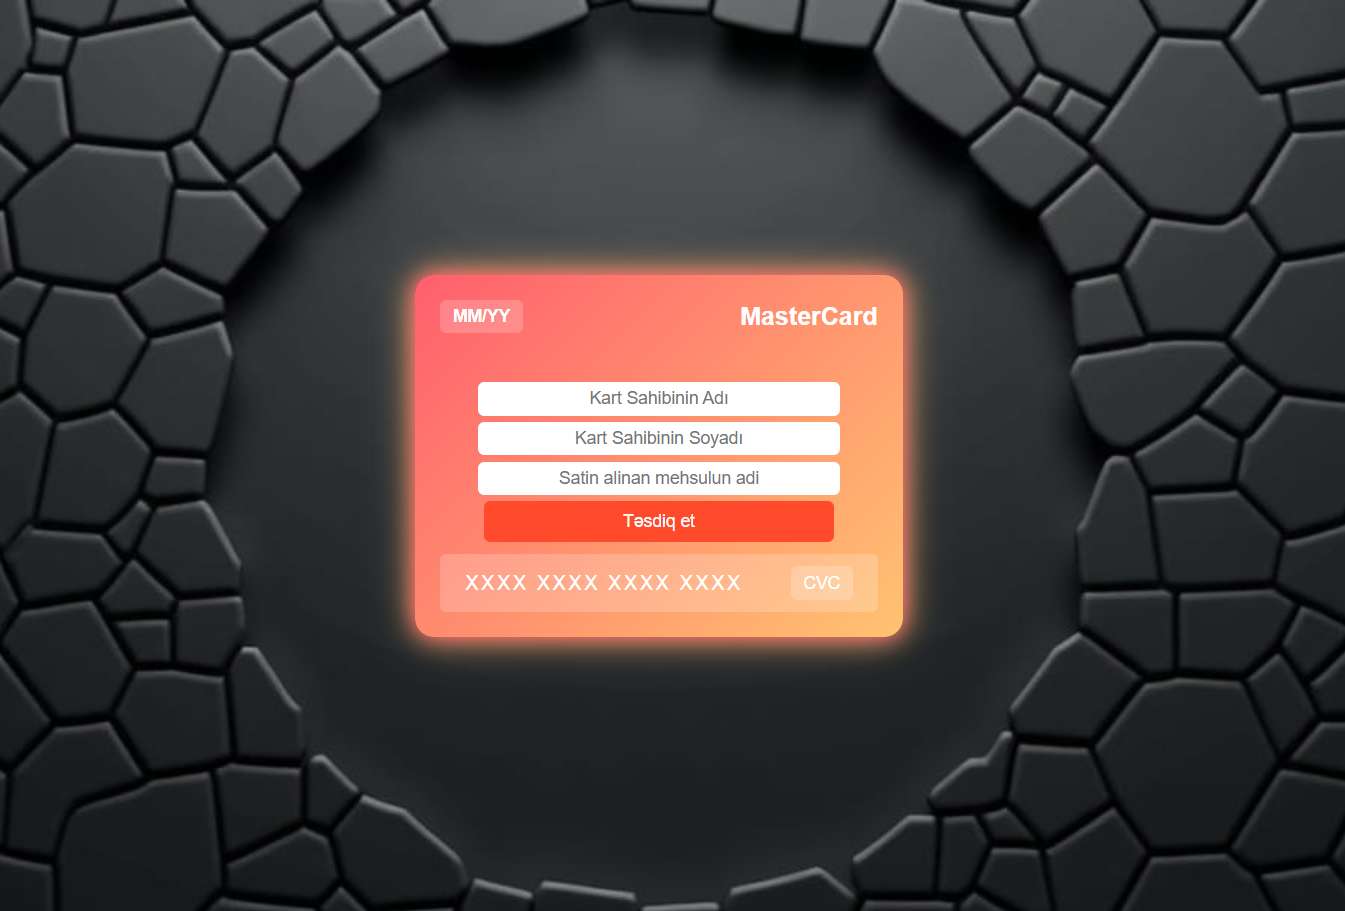 MM/YY
MasterCard
Kart Sahibinin Adı
Kart Sahibinin Soyadı
Satin alinan mehsulun adi
Təsdiq et
XXXX XXXX XXXX XXXX
CVC